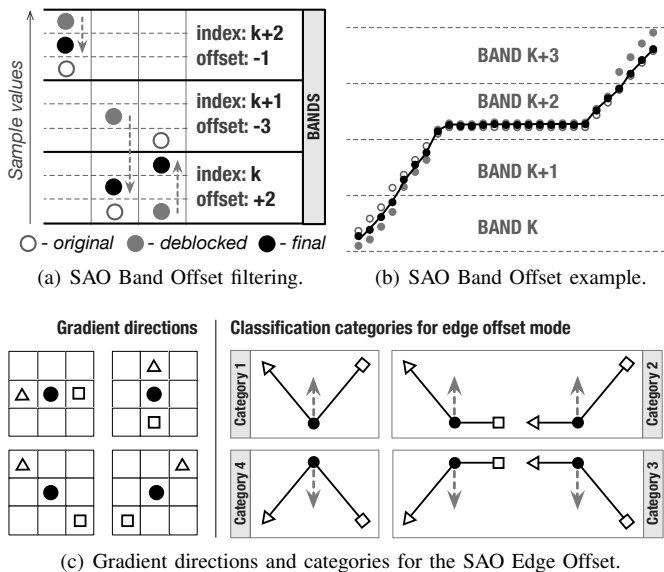 Sample values
index: k+2
offset: -1
index: k+1
offset: -3
index: k
offset: +2
BANDS
- original - deblocked - final
(a) SAO Band Offset filtering.
BAND K+3
BAND K+2
BAND K+1
BAND K
(b) SAO Band Offset example.
Gradient directions
Classification categories for edge offset mode
Category 1
Category 2
Category 4
Category 3
(c) Gradient directions and categories for the SAO Edge Offset.